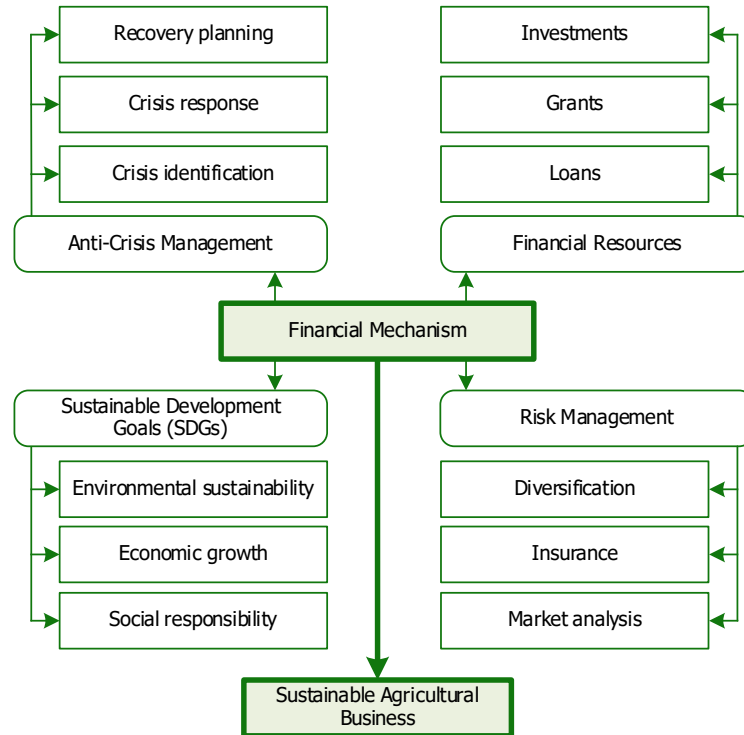 Recovery planning
Investments
Crisis response
Grants
Crisis identification
Loans
Anti-Crisis Management
Financial Resources
Financial Mechanism
Sustainable Development
Goals (SDGs)
Risk Management
Environmental sustainability
Diversification
Economic growth
Insurance
Social responsibility
Market analysis
Sustainable Agricultural
Business